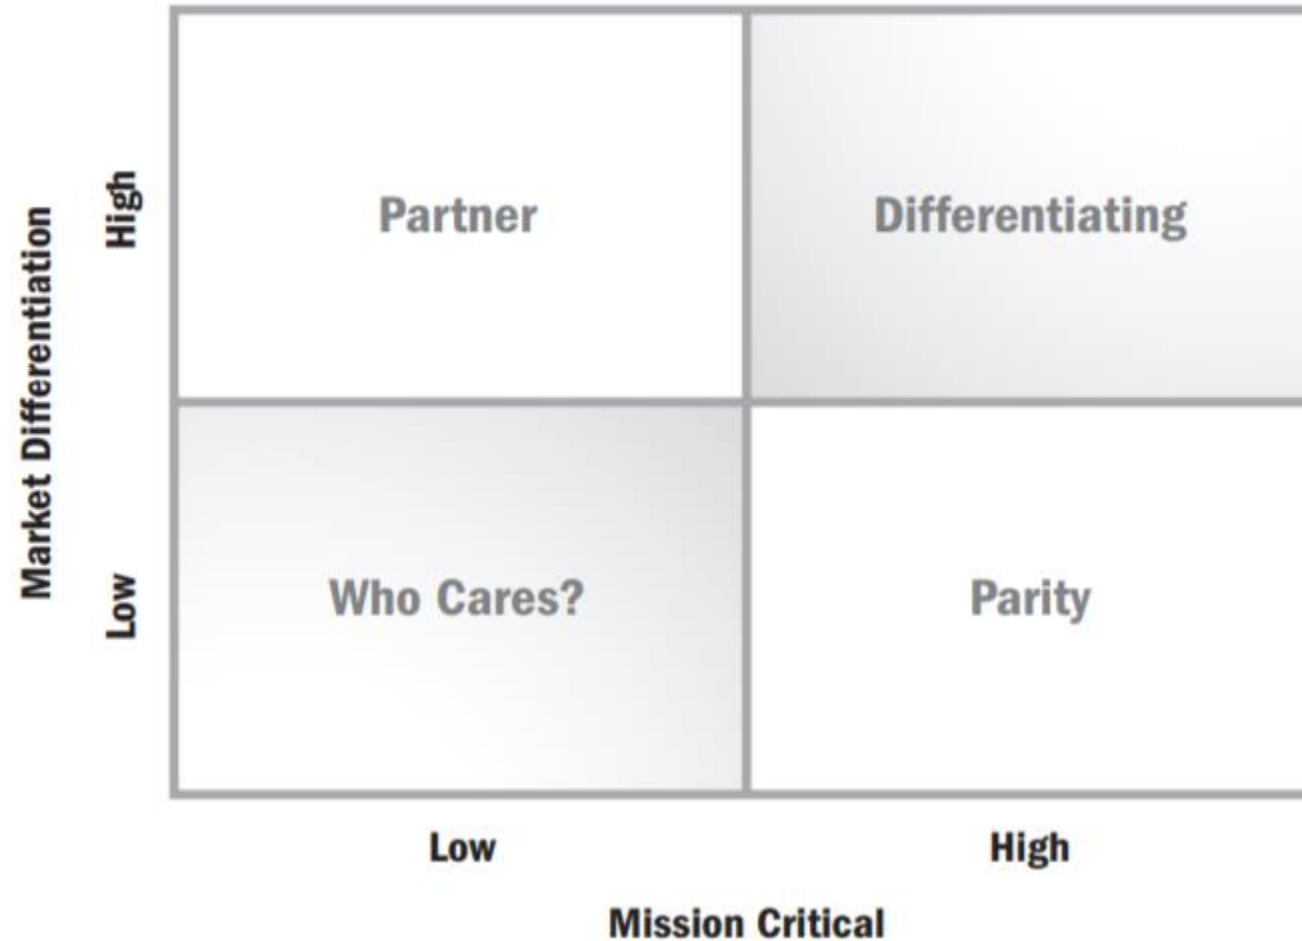 Market Differentiation
High
Partner
Differentiating
Low
Who Cares?
Parity
Low
High
Mission Critical